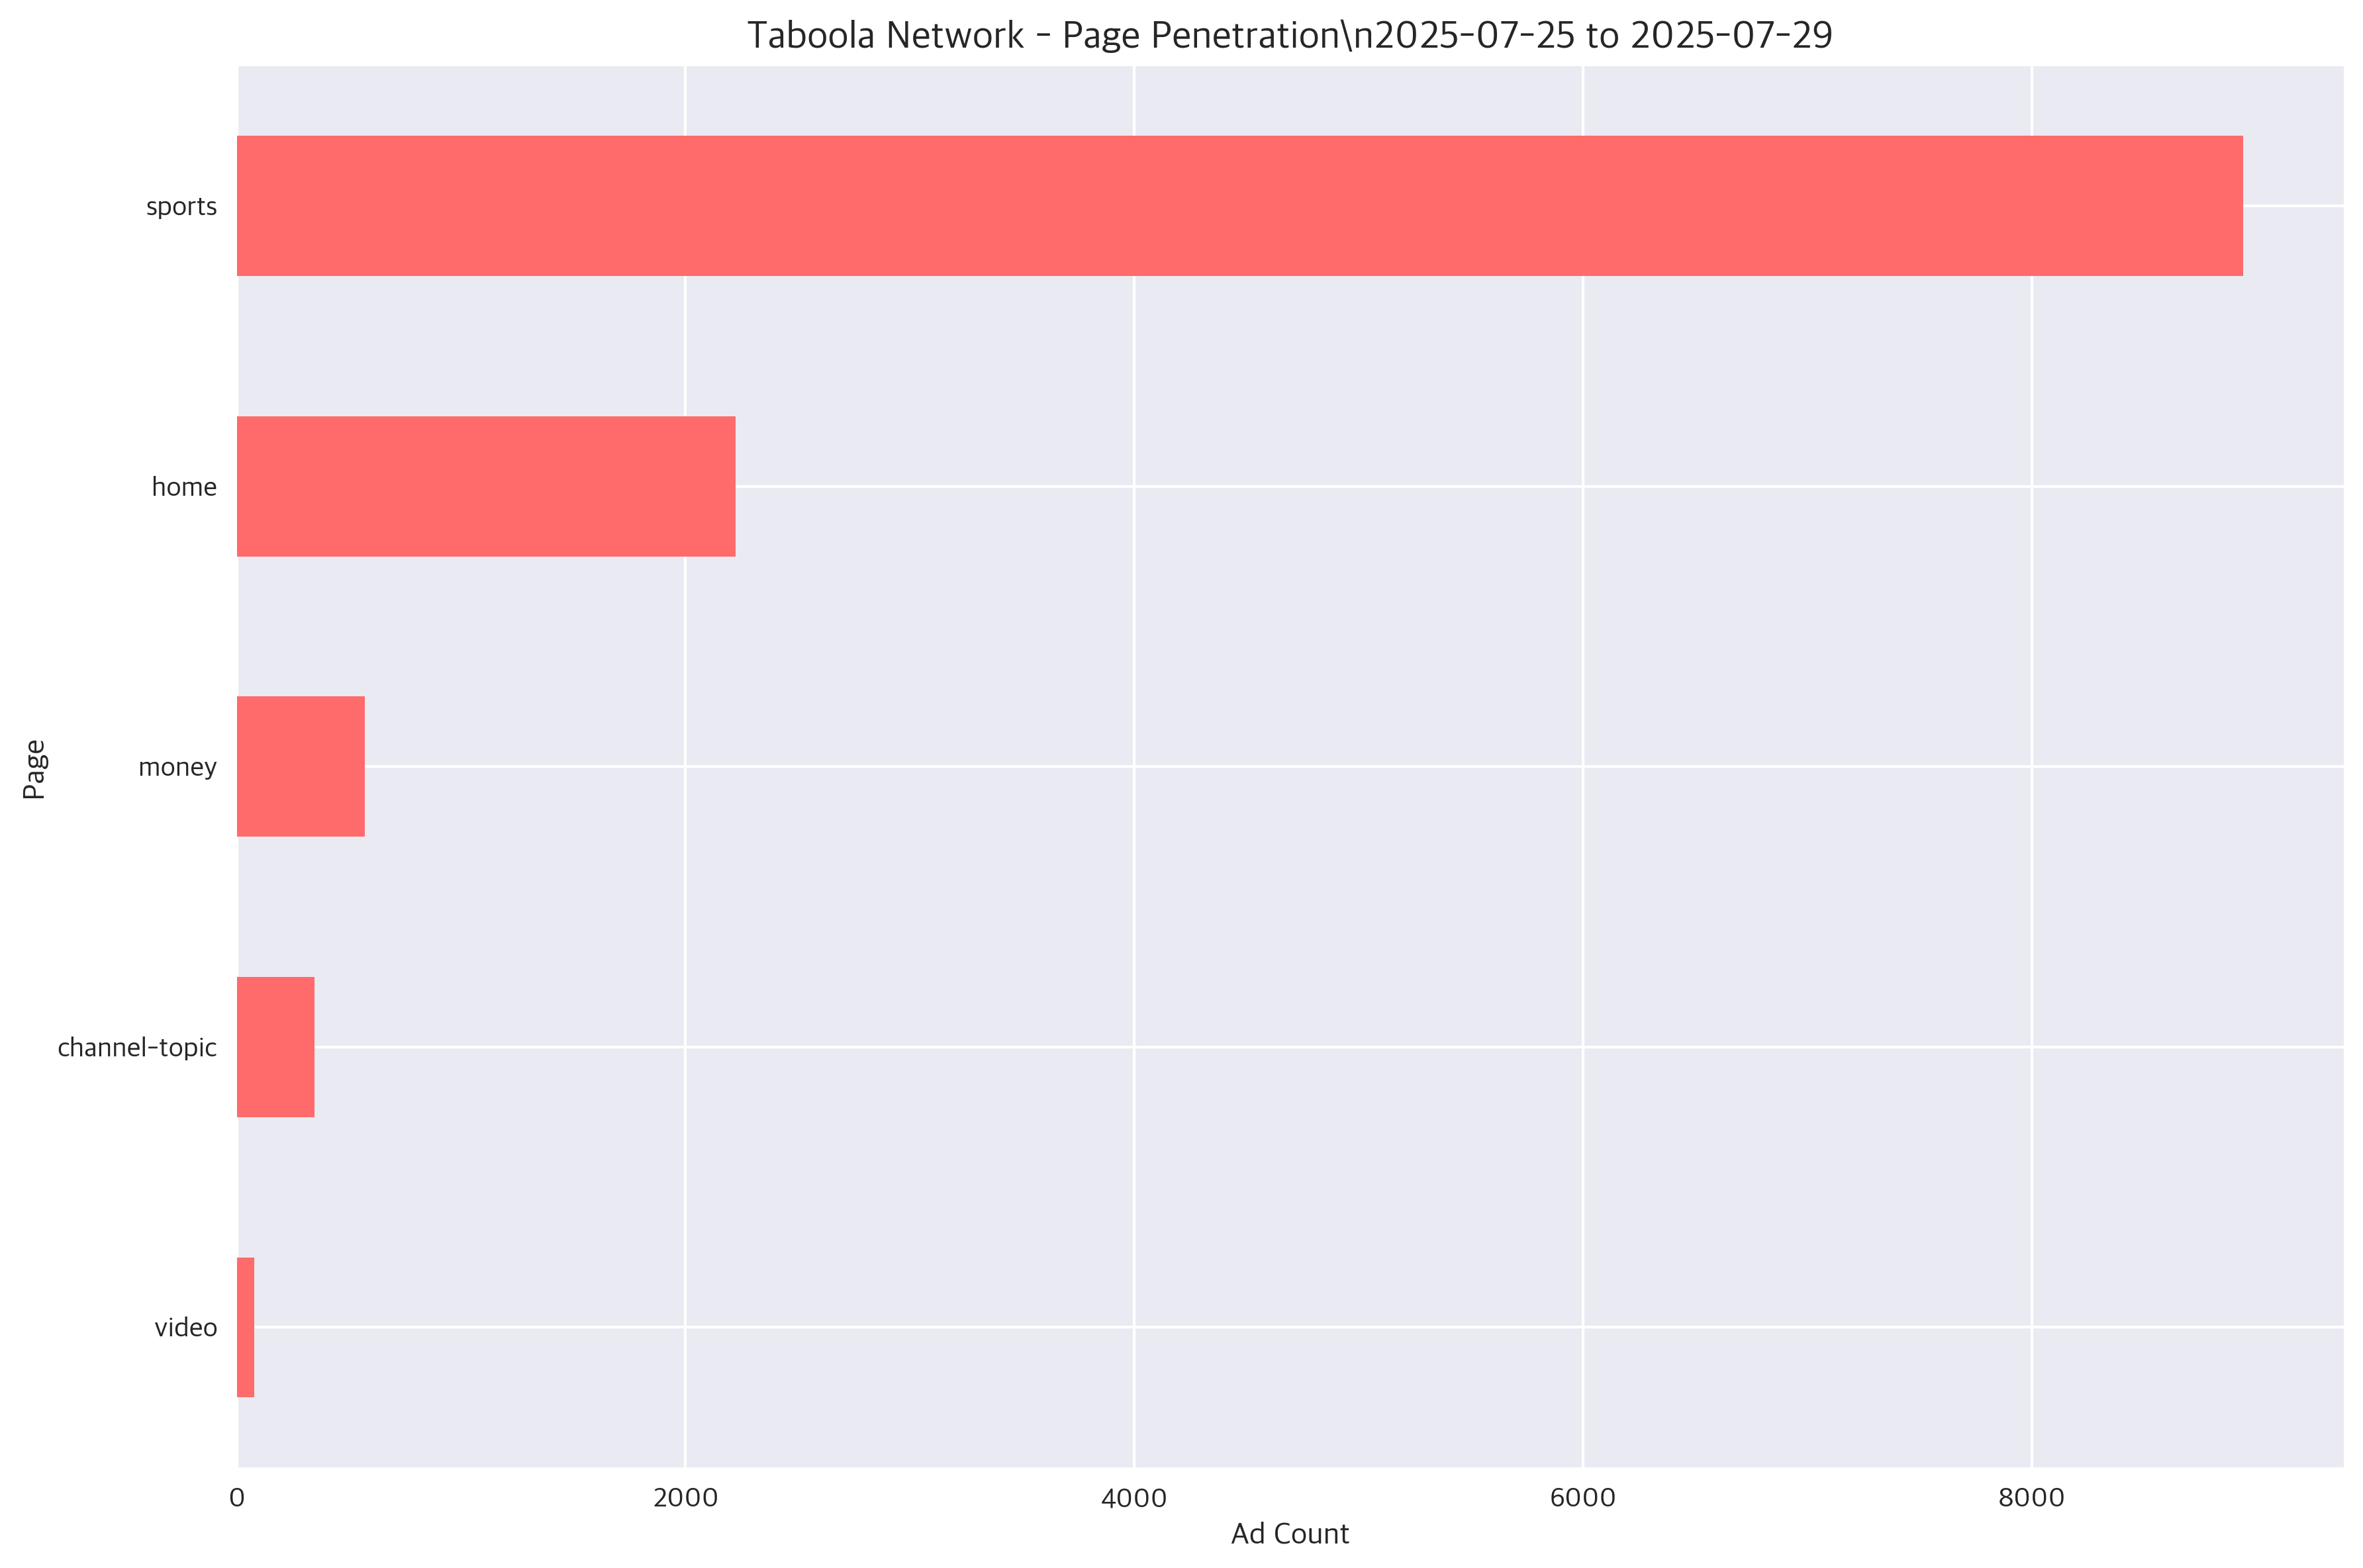 Taboola Network - Page Penetration\n2025-07-25 to 2025-07-29
sports
home
money
channel-topic
video
Page
0 2000 4000 6000 8000
Ad Count